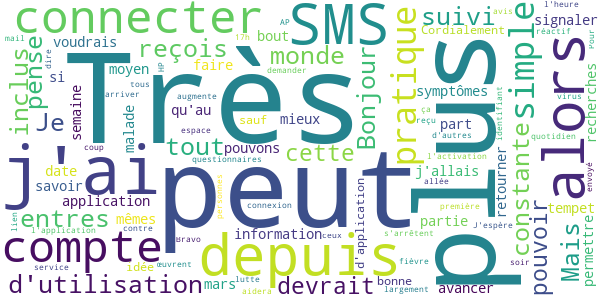 connecter
SMS
suivi
l'heure
avis
signaler
réactif
Pour
mail
voudrais
dire
17h
AP
bout
Cordialement
Très
plus
simple
alors
inclus
pense
reçois
monde
moyen
HP
faire
demander
Bonjour
pratique
si
tous
arriver
semaine
malade
augmente
qu'au
sauf
mieux
symptômes
virus
ça
reçu
part
d'autres
identifiant
quotidien
recherches
Je
coup
espace
tout
pouvons
cette
l'activation
j'ai
peut
date
savoir
questionnaires
j'allais
allée
retourner
constante
tempet
envoyé
application
personnes
d'application
première
lien
entres
mêmes
connexion
partie
J'espère
pouvoir
Mais
permettre
l'application
contre
compte
Bravo
depuis
information
ceux
s'arrêtent
soir
service
idée
œuvrent
fièvre
d'utilisation
mars
lutte
aidera
devrait
bonne
largement
avancer